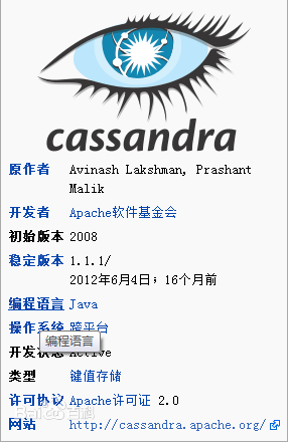 cassandra
原作者 Avinash Lakshman, Prashant
Malik
开发者 Apache软件基金会
初始版本 2008
稳定版本 1.1.1/
2012年6月4日；16个月前
编程语言 Java
操作系统 跨平台
编程语言
开发状态 Active
类型 键值存储
许可协议 Apache许可证 2.0
网站 http://cassandra.apache.org/